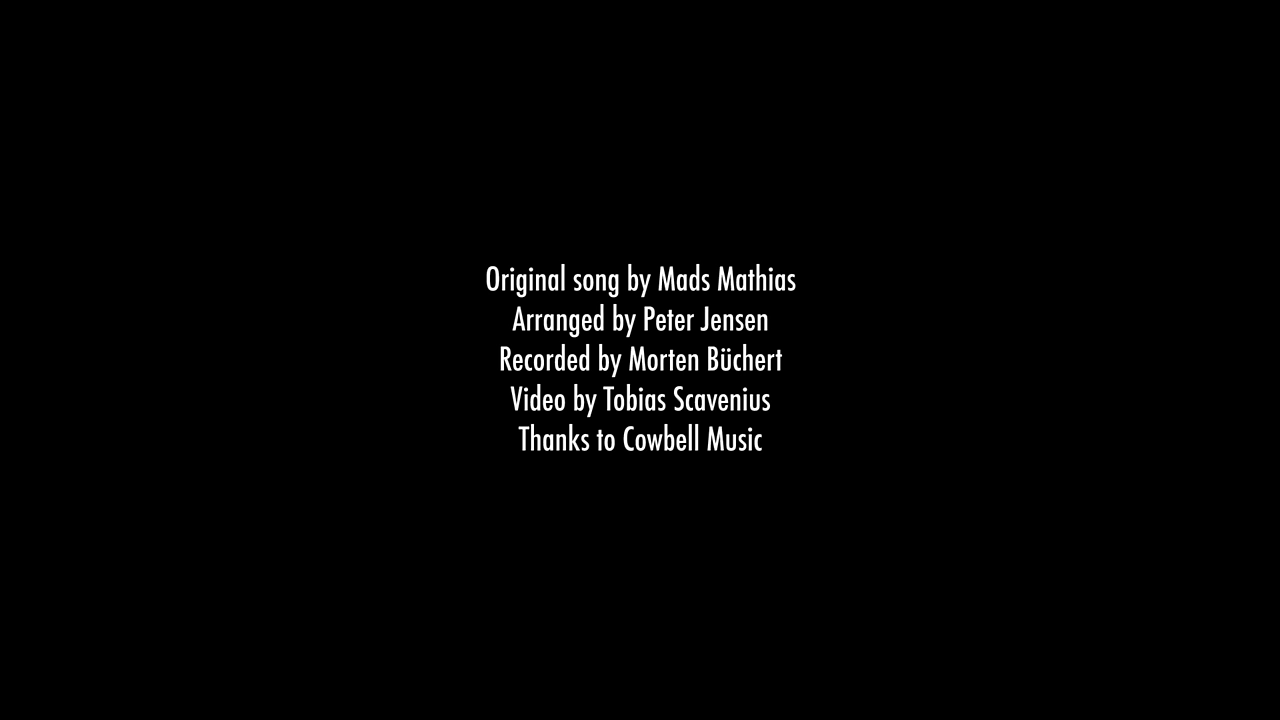 Original song by Mads Mathias
Arranged by Peter Jensen
Recorded by Morten Büchert
Video by Tobias Scavenius
Thanks to Cowbell Music